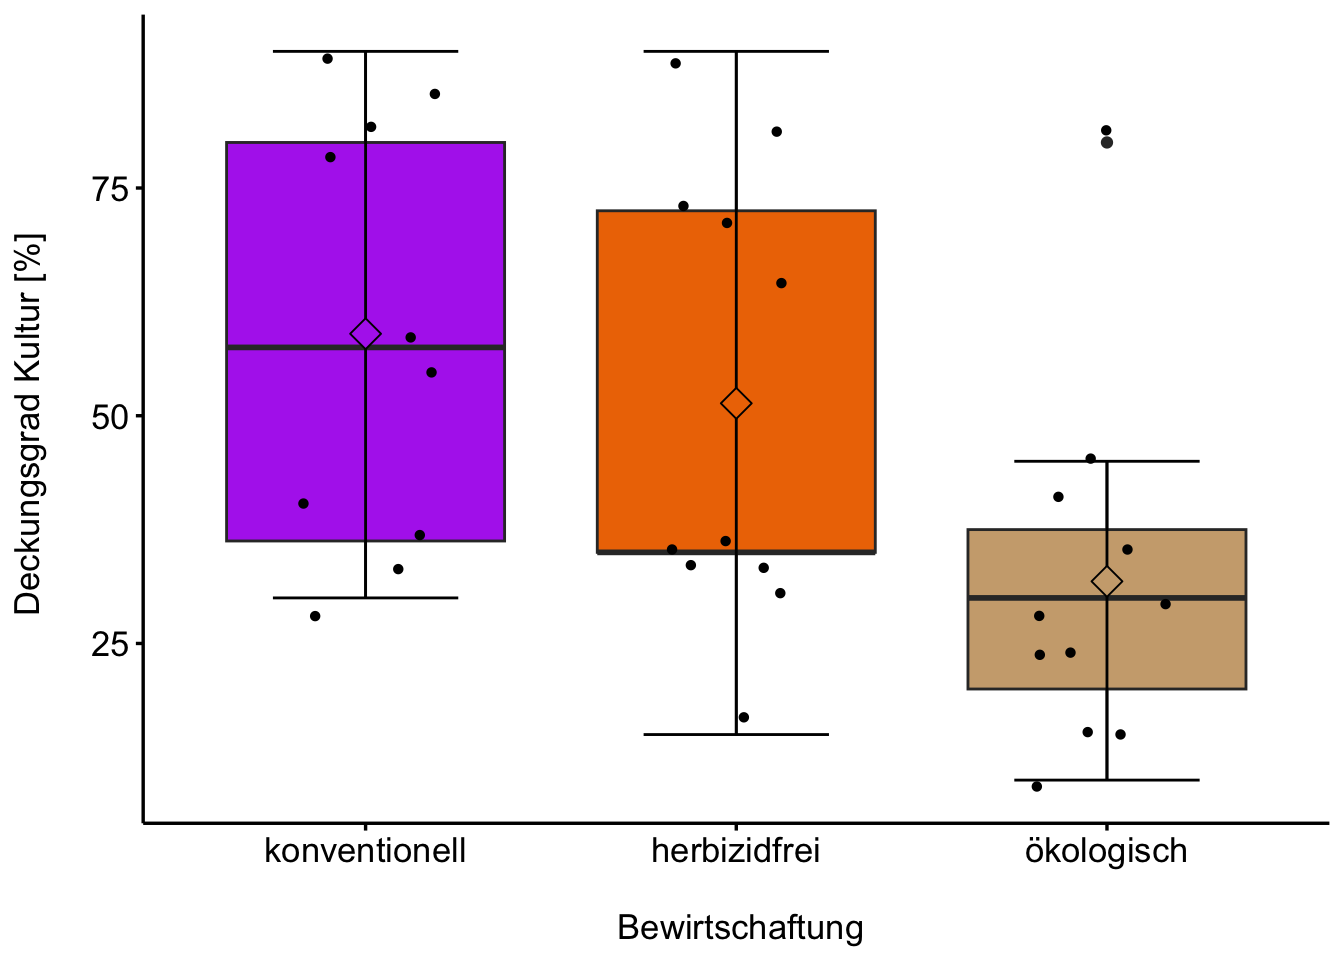 Deckungsgrad Kultur [%]
75
50
25
konventionell
herbizidfrei
ökologisch
Bewirtschaftung